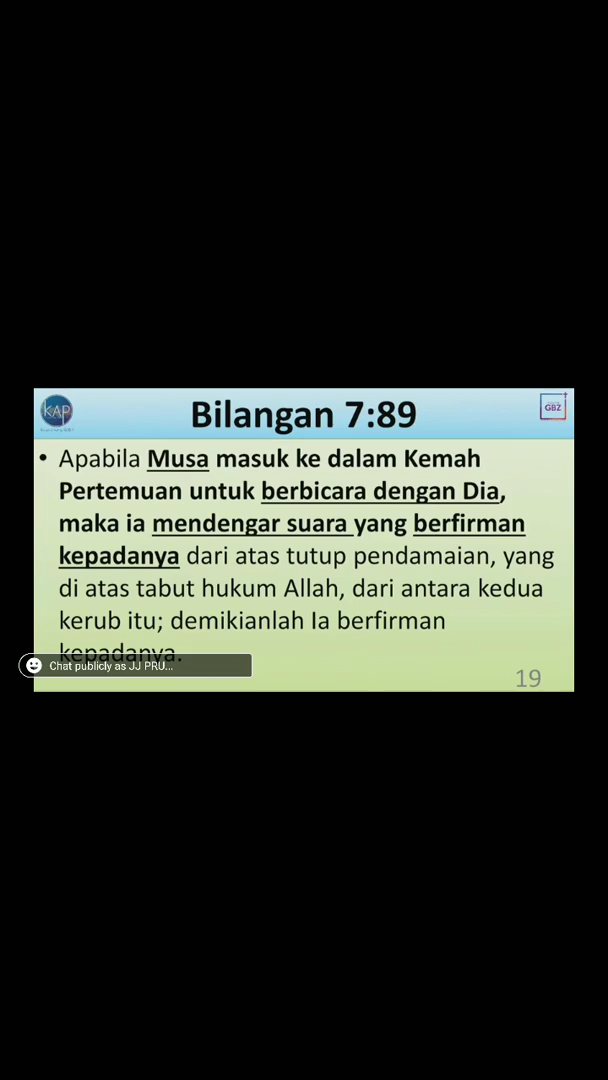 KAP
Bilangan 7:89
GBZ
• Apabila Musa masuk ke dalam Kemah
Pertemuan untuk berbicara dengan Dia,
maka ia mendengar suara yang berfirman
kepadanya dari atas tutup pendamaian, yang
di atas tabut hukum Allah, dari antara kedua
kerub itu; demikianlah Ia berfirman
kepadanya.
Chat publicly as JJ PRU...
19